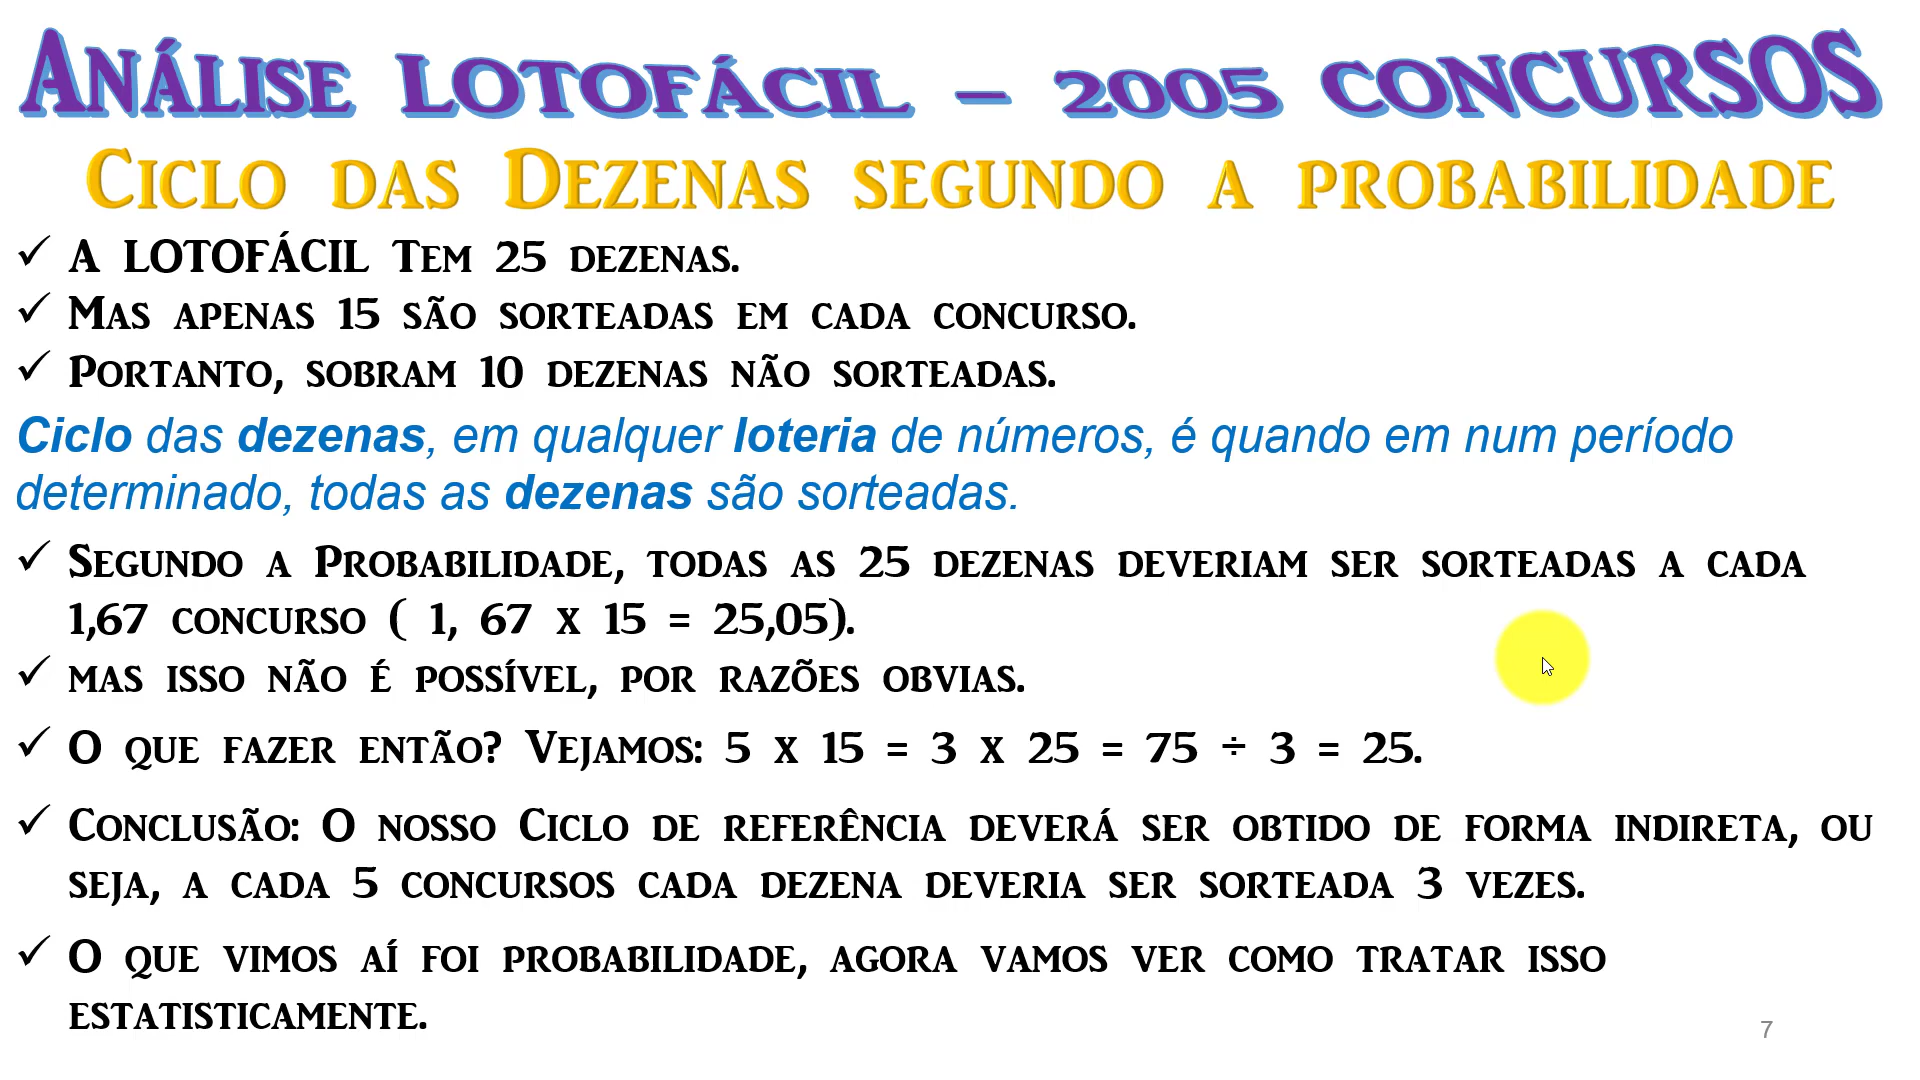 Análise LOTOFÁCIL – 2005 CONCURSOS
Ciclo das Dezenas segundo a probabilidade
✓ A LOTOFÁCIL Tem 25 dezenas.
✓ Mas apenas 15 são sorteadas em cada concurso.
✓ Portanto, sobram 10 dezenas não sorteadas.
Ciclo das dezenas, em qualquer loteria de números, é quando em num período
determinado, todas as dezenas são sorteadas.
✓ Segundo a Probabilidade, todas as 25 dezenas deveriam ser sorteadas a cada
1,67 concurso ( 1, 67 x 15 = 25,05).
✓ mas isso não é possível, por razões obvias.
✓ O que fazer então? Vejamos: 5 x 15 = 3 x 25 = 75 ÷ 3 = 25.
✓ Conclusão: O nosso Ciclo de referência deverá ser obtido de forma indireta, ou
seja, a cada 5 concursos cada dezena deveria ser sorteada 3 vezes.
✓ O que vimos aí foi probabilidade, agora vamos ver como tratar isso
estatisticamente.
7